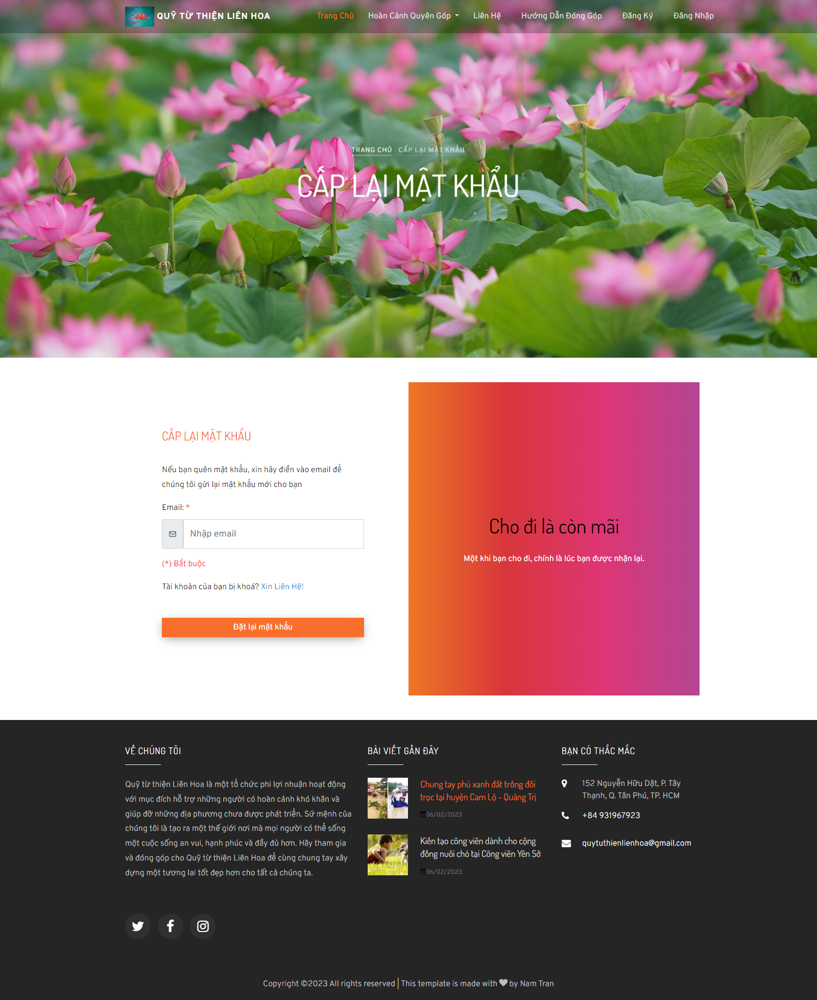 QUỸ TỪ THIỆN LIÊN HOA
Trang Chủ
Hoàn Cảnh Quyên Góp
Liên Hệ
Hướng Dẫn Đóng Góp
Đăng Ký
Đăng Nhập
TRANG CHỦ CẤP LẠI MẬT KHẨU
CẤP LẠI MẬT KHẨU
CẤP LẠI MẬT KHẨU
Nếu bạn quên mật khẩu, xin hãy điền vào email để
chúng tôi gửi lại mật khẩu mới cho bạn
Email: *
Nhập email
(*) Bắt buộc
Tài khoản của bạn bị khoá? Xin Liên Hệ!
Đặt lại mật khẩu
Cho đi là còn mãi
Một khi bạn cho đi, chính là lúc bạn được nhận lại.
VỀ CHÚNG TÔI
Quỹ từ thiện Liên Hoa là một tổ chức phi lợi nhuận hoạt động
với mục đích hỗ trợ những người có hoàn cảnh khó khăn và
giúp đỡ những địa phương chưa được phát triển. Sứ mệnh của
chúng tôi là tạo ra một thế giới nơi mà mọi người có thể sống
một cuộc sống an vui, hạnh phúc và đầy đủ hơn. Hãy tham gia
và đóng góp cho Quỹ từ thiện Liên Hoa để cùng chung tay xây
dựng một tương lai tốt đẹp hơn cho tất cả chúng ta.
BÀI VIẾT GẦN ĐÂY
Chung tay phủ xanh đất trống đồi
trọc tại huyện Cam Lộ - Quảng Trị
06/02/2023
Kiến tạo công viên dành cho cộng
đồng nuôi chó tại Công viên Yên Sở
06/02/2023
BẠN CÓ THẮC MẮC
152 Nguyễn Hữu Dật, P. Tây
Thạnh, Q. Tân Phú, TP. HCM
+84 931967923
quytuthienlienhoa@gmail.com
Copyright ©2023 All rights reserved | This template is made with ♥ by Nam Tran